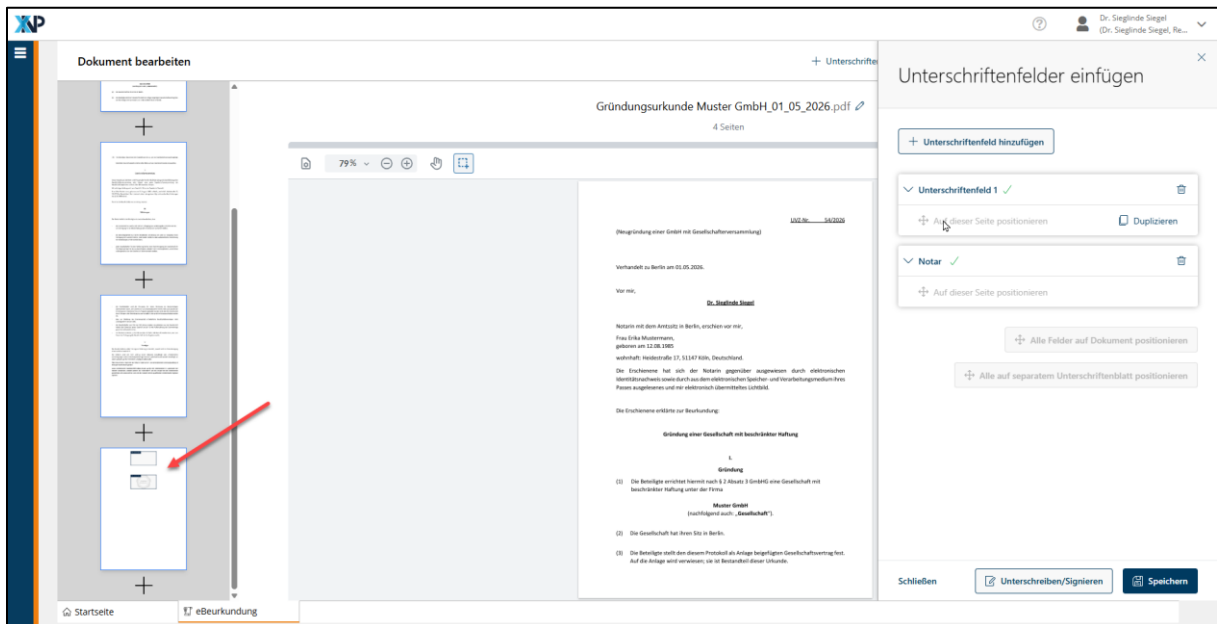 XNP
Dr. Sieglinde Siegel
(Dr. Sieglinde Siegel, Re...
Dokument bearbeiten
+ Unterschrifte
Gründungsurkunde Muster GmbH_01_05_2026.pdf
4 Seiten
79%
UVZ-Nr. 54/2026
(Neugründung einer GmbH mit Gesellschafterversammlung)
Verhandelt zu Berlin am 01.05.2026.
Vor mir,
Dr. Sieglinde Siegel
Notarin mit dem Amtssitz in Berlin, erschien vor mir,
Frau Erika Mustermann,
geboren am 12.08.1985
wohnhaft: Heidestraße 17, 51147 Köln, Deutschland.
Die Erschienene hat sich der Notarin gegenüber ausgewiesen durch elektronischen
Identitätsnachweis sowie durch aus dem elektronischen Speicher- und Verarbeitungsmedium ihres
Passes ausgelesenes und mir elektronisch übermitteltes Lichtbild.
Die Erschienene erklärte zur Beurkundung:
Gründung einer Gesellschaft mit beschränkter Haftung
1.
Gründung
(1) Die Beteiligte errichtet hiermit nach § 2 Absatz 3 GmbHG eine Gesellschaft mit
beschränkter Haftung unter der Firma
Muster GmbH
(nachfolgend auch: „Gesellschaft").
(2) Die Gesellschaft hat ihren Sitz in Berlin.
(3) Die Beteiligte stellt den diesem Protokoll als Anlage beigefügten Gesellschaftsvertrag fest.
Auf die Anlage wird verwiesen; sie ist Bestandteil dieser Urkunde.
Unterschriftenfelder einfügen
+ Unterschriftenfeld hinzufügen
Unterschriftenfeld 1
Auf dieser Seite positionieren
Duplizieren
Notar
Auf dieser Seite positionieren
Alle Felder auf Dokument positionieren
Alle auf separatem Unterschriftenblatt positionieren
Schließen
Unterschreiben/Signieren
Speichern
Startseite
eBeurkundung